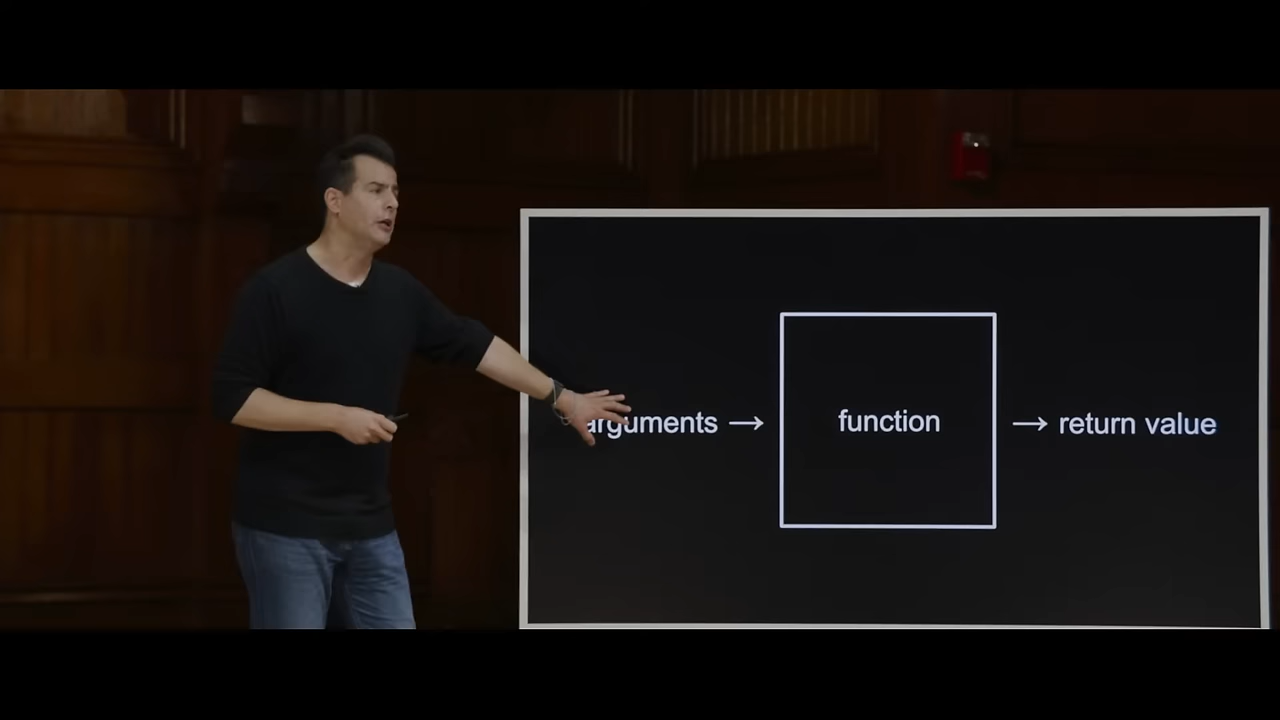 arguments → function → return value